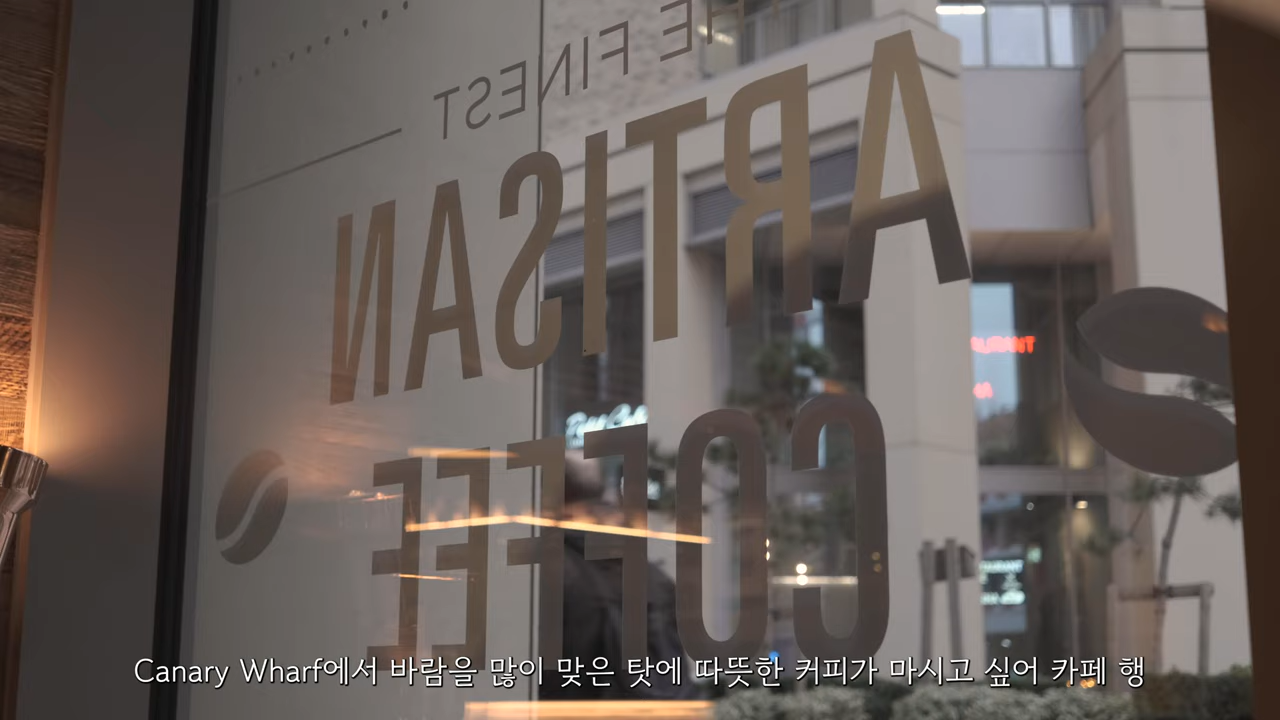 THE FINEST
ARTISAN
COFFEE
Canary Wharf에서 바람을 많이 맞은 탓에 따뜻한 커피가 마시고 싶어 카페 행